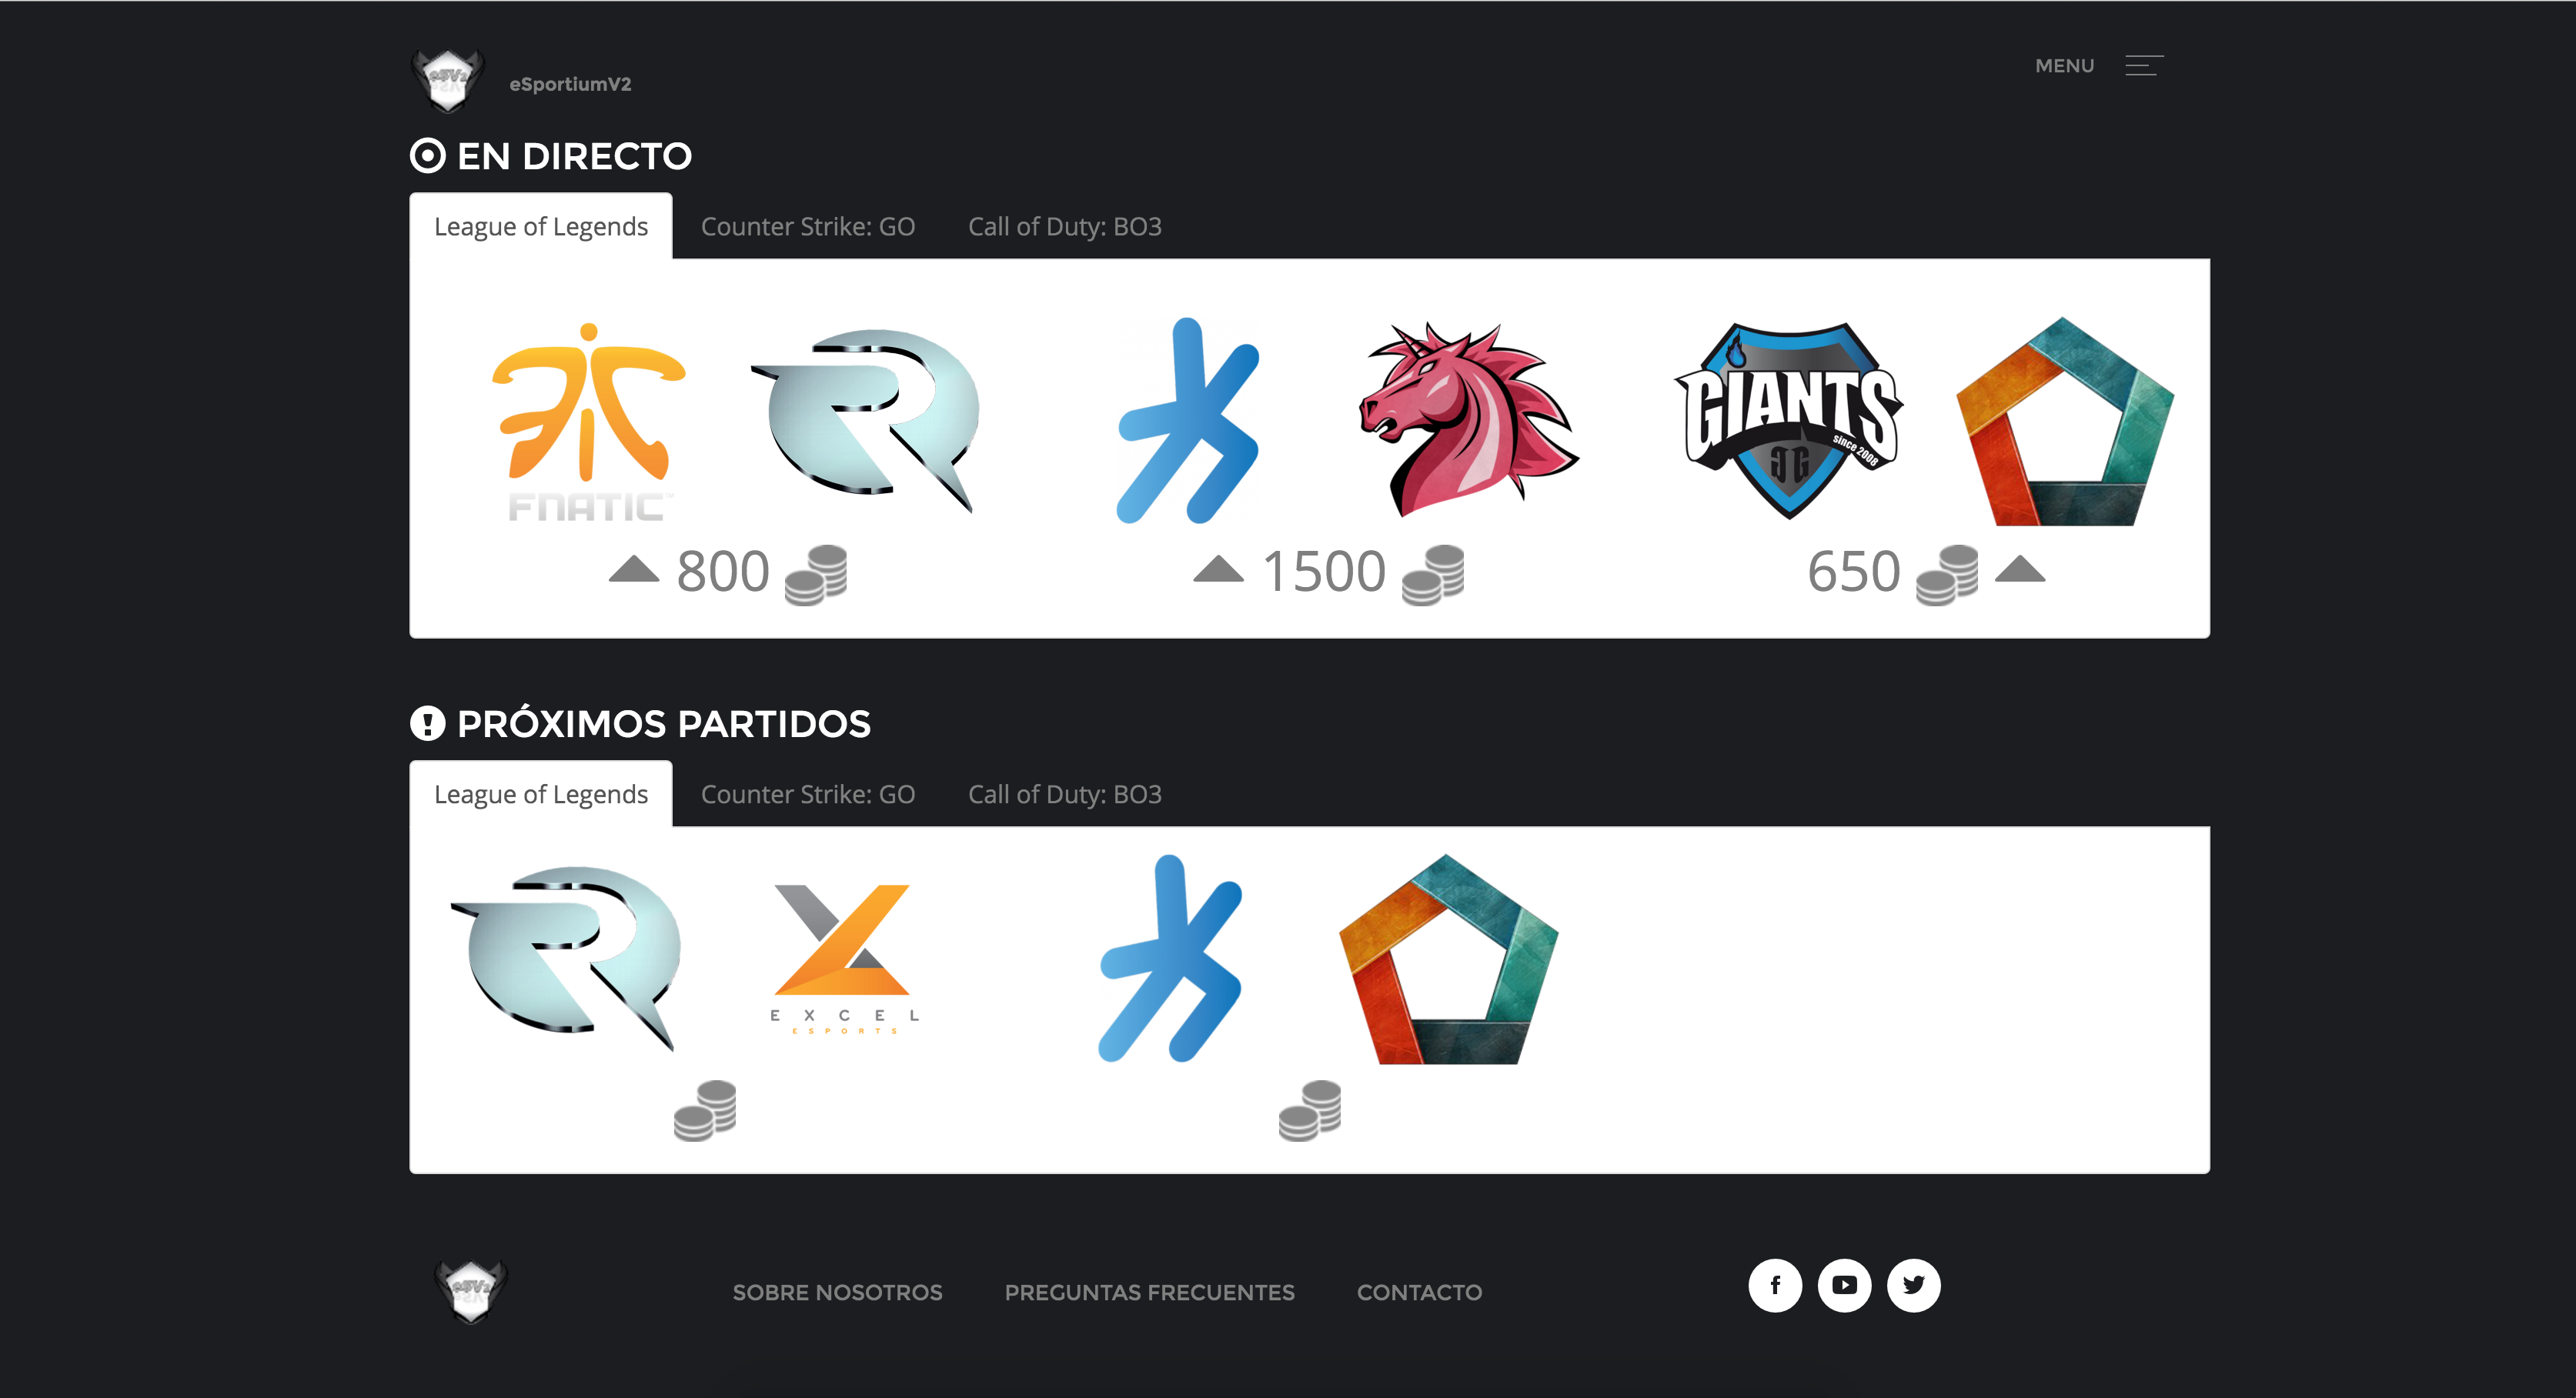 eSV2
eSportiumV2
MENU
EN DIRECTO
League of Legends
Counter Strike: GO
Call of Duty: BO3
FNATIC™
GIANTS
since 2008
GG
800
1500
650
PRÓXIMOS PARTIDOS
League of Legends
Counter Strike: GO
Call of Duty: BO3
EXCEL
ESPORTS
eSV2
SOBRE NOSOTROS
PREGUNTAS FRECUENTES
CONTACTO